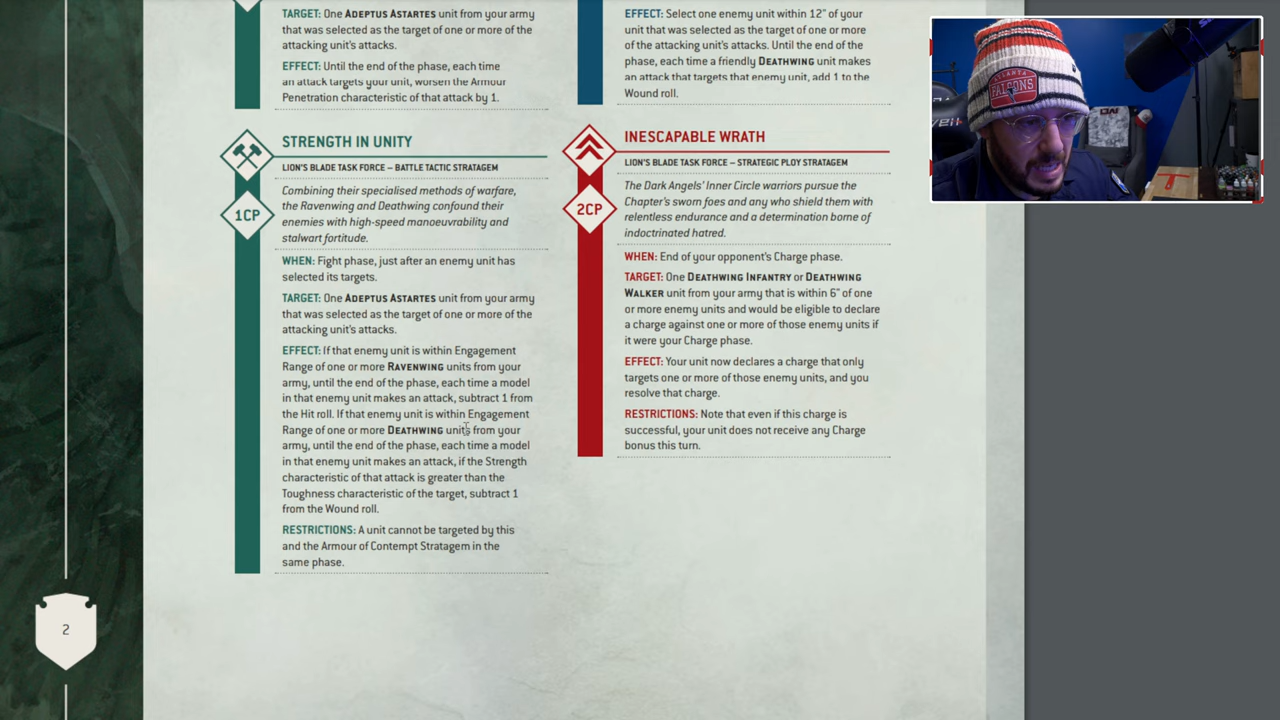 TARGET: One ADEPTUS ASTARTES unit from your army
that was selected as the target of one or more of the
attacking unit's attacks.
EFFECT: Until the end of the phase, each time
an attack targets your unit, worsen the Armour
Penetration characteristic of that attack by 1.
STRENGTH IN UNITY
LION'S BLADE TASK FORCE – BATTLE TACTIC STRATAGEM
Combining their specialised methods of warfare,
the Ravenwing and Deathwing confound their
enemies with high-speed manoeuvrability and
stalwart fortitude.
1CP
WHEN: Fight phase, just after an enemy unit has
selected its targets.
TARGET: One ADEPTUS ASTARTES unit from your army
that was selected as the target of one or more of the
attacking unit's attacks.
EFFECT: If that enemy unit is within Engagement
Range of one or more RAVENWING units from your
army, until the end of the phase, each time a model
in that enemy unit makes an attack, subtract 1 from
the Hit roll. If that enemy unit is within Engagement
Range of one or more DEATHWING units from your
army, until the end of the phase, each time a model
in that enemy unit makes an attack, if the Strength
characteristic of that attack is greater than the
Toughness characteristic of the target, subtract 1
from the Wound roll.
RESTRICTIONS: A unit cannot be targeted by this
and the Armour of Contempt Stratagem in the
same phase.
EFFECT: Select one enemy unit within 12" of your
unit that was selected as the target of one or more
of the attacking unit's attacks. Until the end of the
phase, each time a friendly DEATHWING unit makes
an attack that targets that enemy unit, add 1 to the
Wound roll.
INESCAPABLE WRATH
LION'S BLADE TASK FORCE – STRATEGIC PLOY STRATAGEM
The Dark Angels' Inner Circle warriors pursue the
Chapter's sworn foes and any who shield them with
relentless endurance and a determination borne of
indoctrinated hatred.
2CP
WHEN: End of your opponent's Charge phase.
TARGET: One DEATHWING INFANTRY or DEATHWING
WALKER unit from your army that is within 6" of one
or more enemy units and would be eligible to declare
a charge against one or more of those enemy units if
it were your Charge phase.
EFFECT: Your unit now declares a charge that only
targets one or more of those enemy units, and you
resolve that charge.
RESTRICTIONS: Note that even if this charge is
successful, your unit does not receive any Charge
bonus this turn.
2
ATLANTA
FALCONS